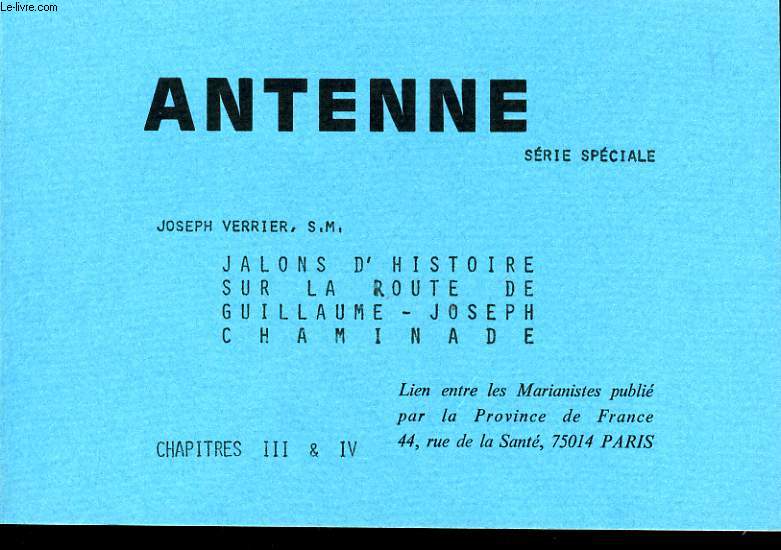 Le-livre.com
ANTENNE
SÉRIE SPÉCIALE
JOSEPH VERRIER, S.M.
JALONS D'HISTOIRE
SUR LA ROUTE DE
GUILLAUME - JOSEPH
CHAMINADE
Lien entre les Marianistes publié
par la Province de France
44, rue de la Santé, 75014 PARIS
CHAPITRES III & IV